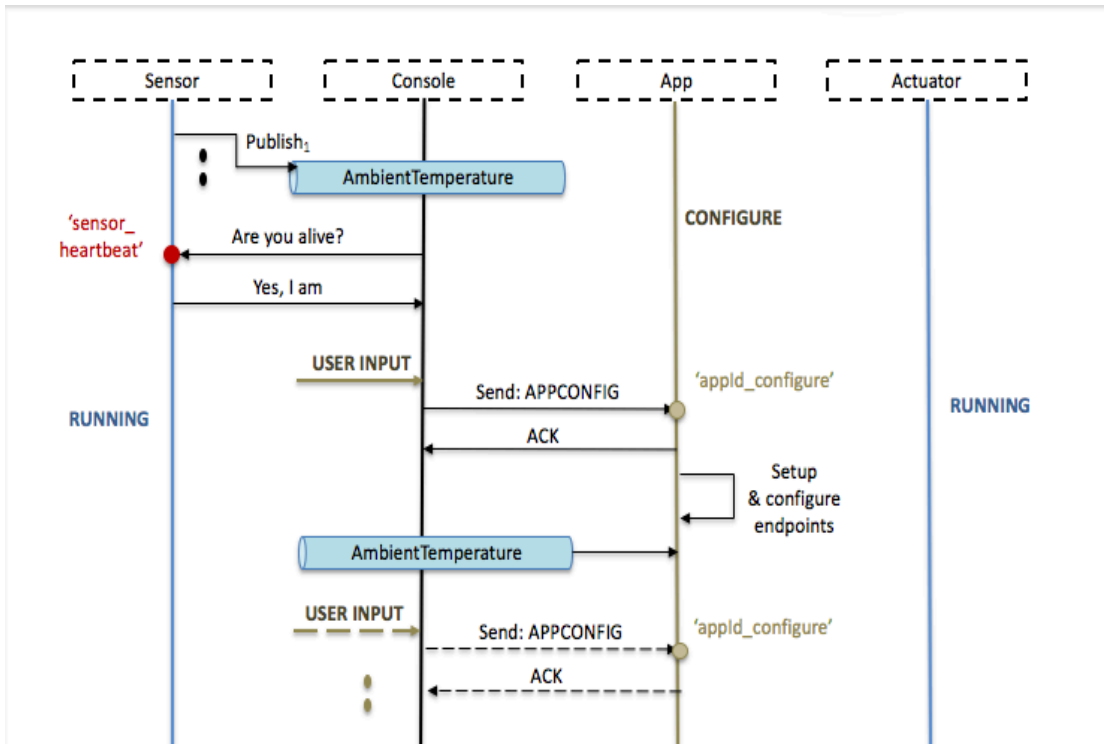 Sensor
Console
App
Actuator
Publish1
AmbientTemperature
CONFIGURE
'sensor_
heartbeat'
Are you alive?
Yes, I am
USER INPUT
Send: APPCONFIG
'appId_configure'
RUNNING
RUNNING
ACK
Setup
& configure
endpoints
AmbientTemperature
USER INPUT
Send: APPCONFIG
'appId_configure'
ACK